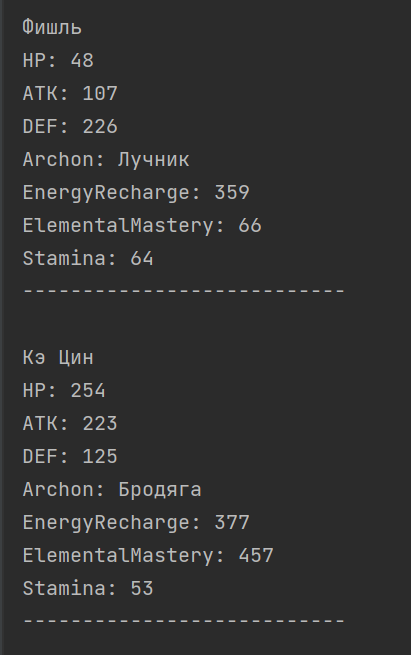 Фишль
HP: 48
ATK: 107
DEF: 226
Archon: Лучник
EnergyRecharge: 359
ElementalMastery: 66
Stamina: 64
---------------------------
Кэ Цин
HP: 254
ATK: 223
DEF: 125
Archon: Бродяга
EnergyRecharge: 377
ElementalMastery: 457
Stamina: 53
---------------------------